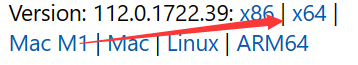 Version: 112.0.1722.39: x86 | x64 |
Mac M1 | Mac | Linux | ARM64